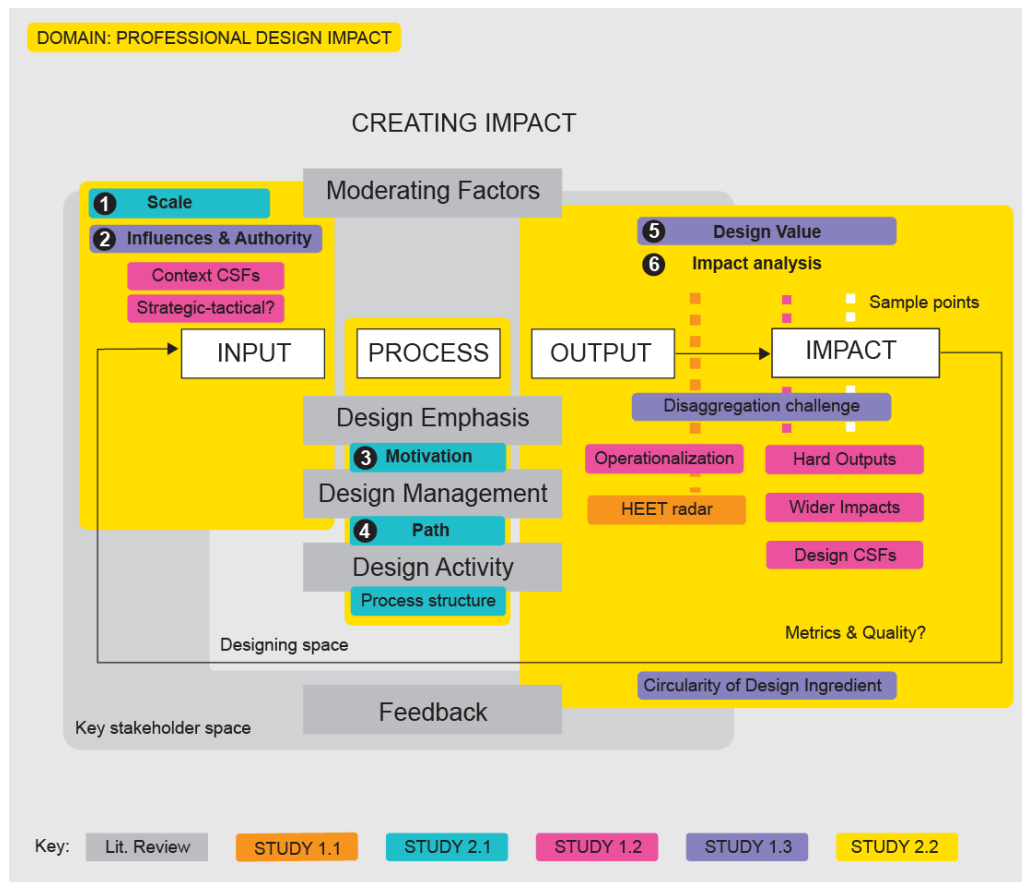 DOMAIN: PROFESSIONAL DESIGN IMPACT
CREATING IMPACT
Moderating Factors
1 Scale
2 Influences & Authority
Context CSFs
Strategic-tactical?
5 Design Value
6 Impact analysis
Sample points
INPUT
PROCESS
OUTPUT
IMPACT
Design Emphasis
Disaggregation challenge
3 Motivation
Operationalization
Hard Outputs
Design Management
HEET radar
Wider Impacts
4 Path
Design Activity
Design CSFs
Process structure
Designing space
Metrics & Quality?
Circularity of Design Ingredient
Feedback
Key stakeholder space
Key:
Lit. Review
STUDY 1.1
STUDY 2.1
STUDY 1.2
STUDY 1.3
STUDY 2.2